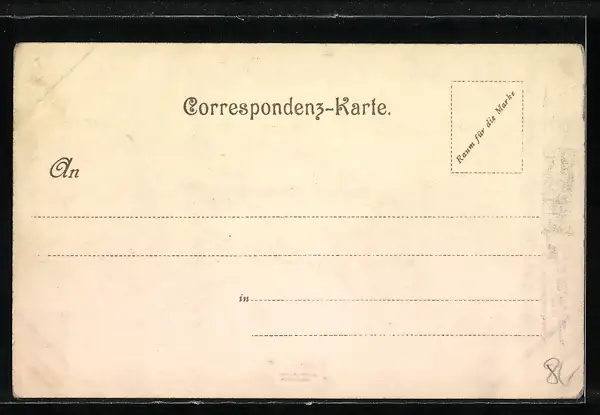 Correspondenz-Karte.
Raum für die Marke
An
in